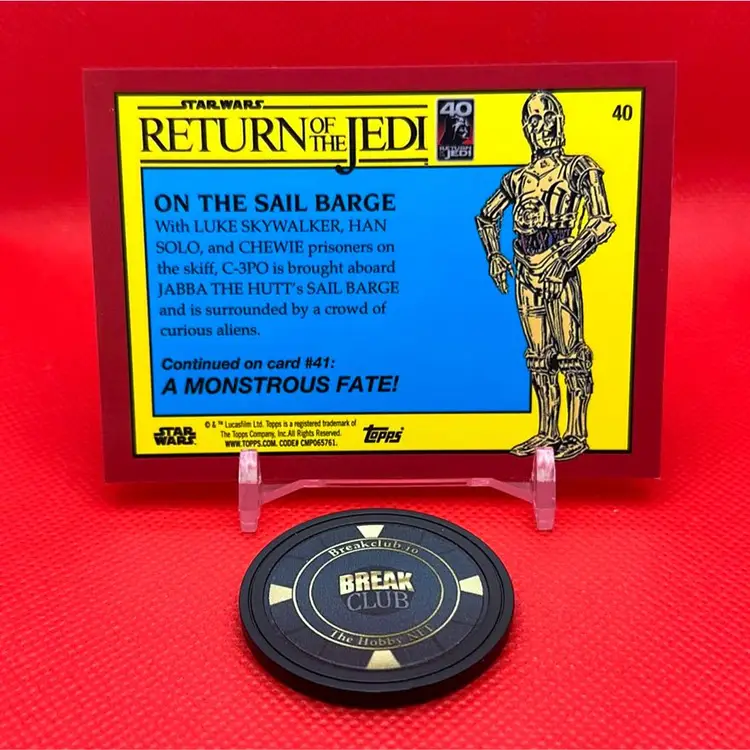 STAR WARS
RETURN OF THE JEDI
40
RETURN OF THE JEDI
40
ON THE SAIL BARGE
With LUKE SKYWALKER, HAN
SOLO, and CHEWIE prisoners on
the skiff, C-3PO is brought aboard
JABBA THE HUTT's SAIL BARGE
and is surrounded by a crowd of
curious aliens.
Continued on card #41:
A MONSTROUS FATE!
STAR WARS
© & ™ Lucasfilm Ltd. Topps is a registered trademark of
The Topps Company, Inc.All Rights Reserved.
WWW.TOPPS.COM. CODE# CMP065761.
topps
Breakclub.io
BREAK
CLUB
The Hobby.NFT